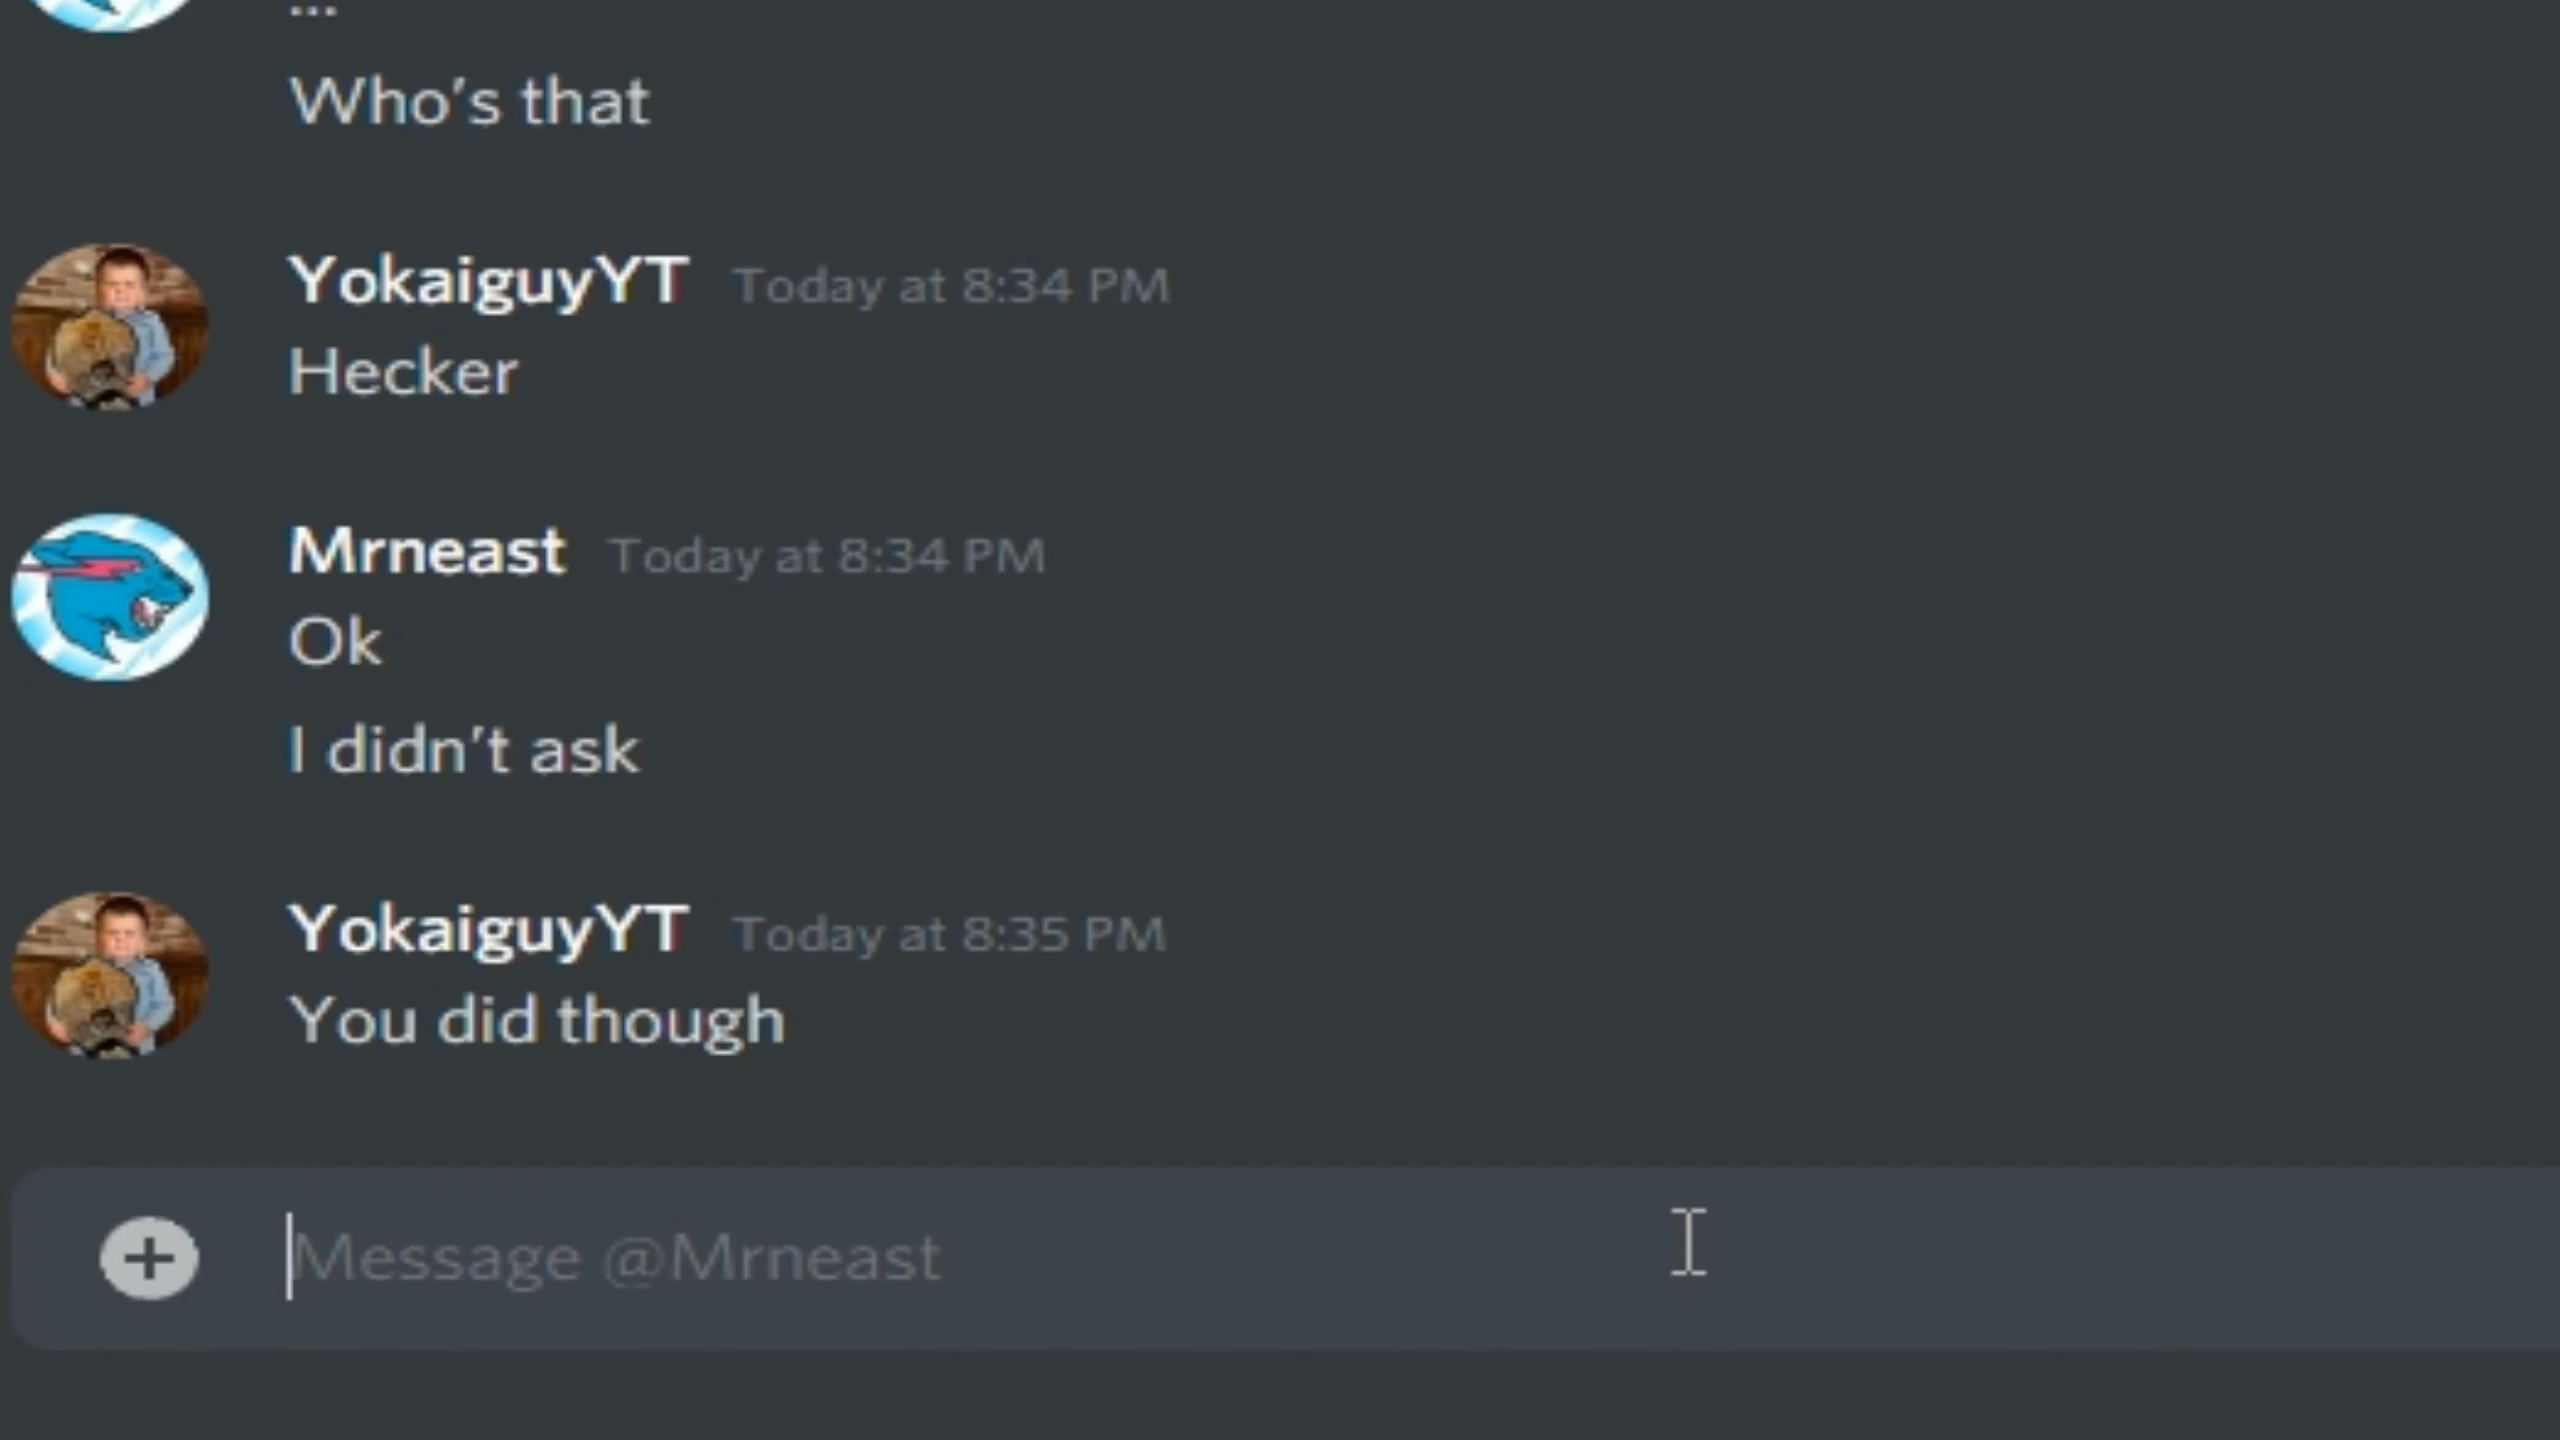 ...
Who's that
YokaiguyYT Today at 8:34 PM
Hecker
Mrneast Today at 8:34 PM
Ok
I didn't ask
YokaiguyYT Today at 8:35 PM
You did though
Message @Mrneast